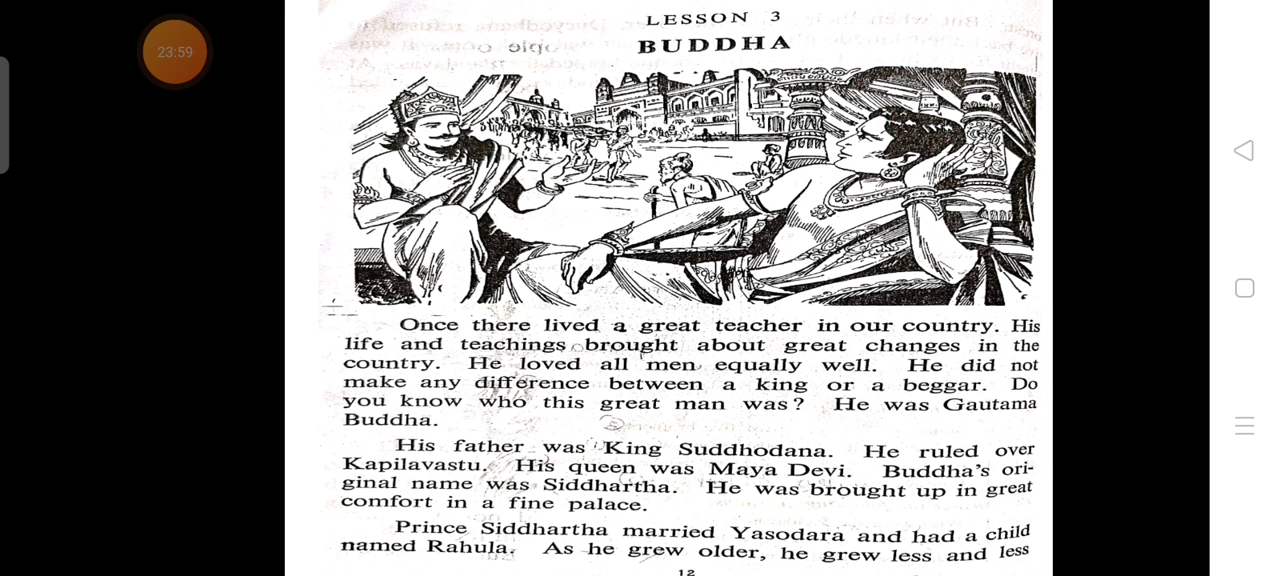 23:59
LESSON 3
BUDDHA
Once there lived a great teacher in our country. His
life and teachings brought about great changes in the
country. He loved all men equally well. He did not
make any difference between a king or a beggar. Do
you know who this great man was? He was Gautama
Buddha.
His father was King Suddhodana. He ruled over
Kapilavastu. His queen was Maya Devi. Buddha's ori-
ginal name was Siddhartha. He was brought up in great
comfort in a fine palace.
Prince Siddhartha married Yasodara and had a child
named Rahula. As he grew older, he grew less and less
12